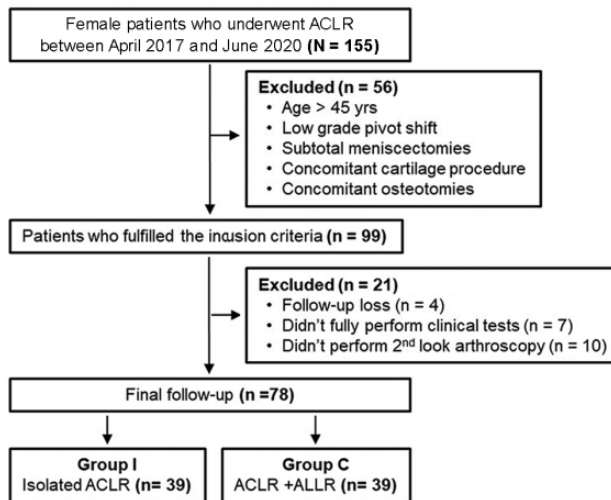 Female patients who underwent ACLR
between April 2017 and June 2020 (N = 155)
Excluded (n = 56)
• Age > 45 yrs
• Low grade pivot shift
• Subtotal meniscectomies
• Concomitant cartilage procedure
• Concomitant osteotomies
Patients who fulfilled the incusion criteria (n = 99)
Excluded (n = 21)
• Follow-up loss (n = 4)
• Didn't fully perform clinical tests (n = 7)
• Didn't perform 2nd look arthroscopy (n = 10)
Final follow-up (n =78)
Group I
Isolated ACLR (n= 39)
Group C
ACLR +ALLR (n= 39)